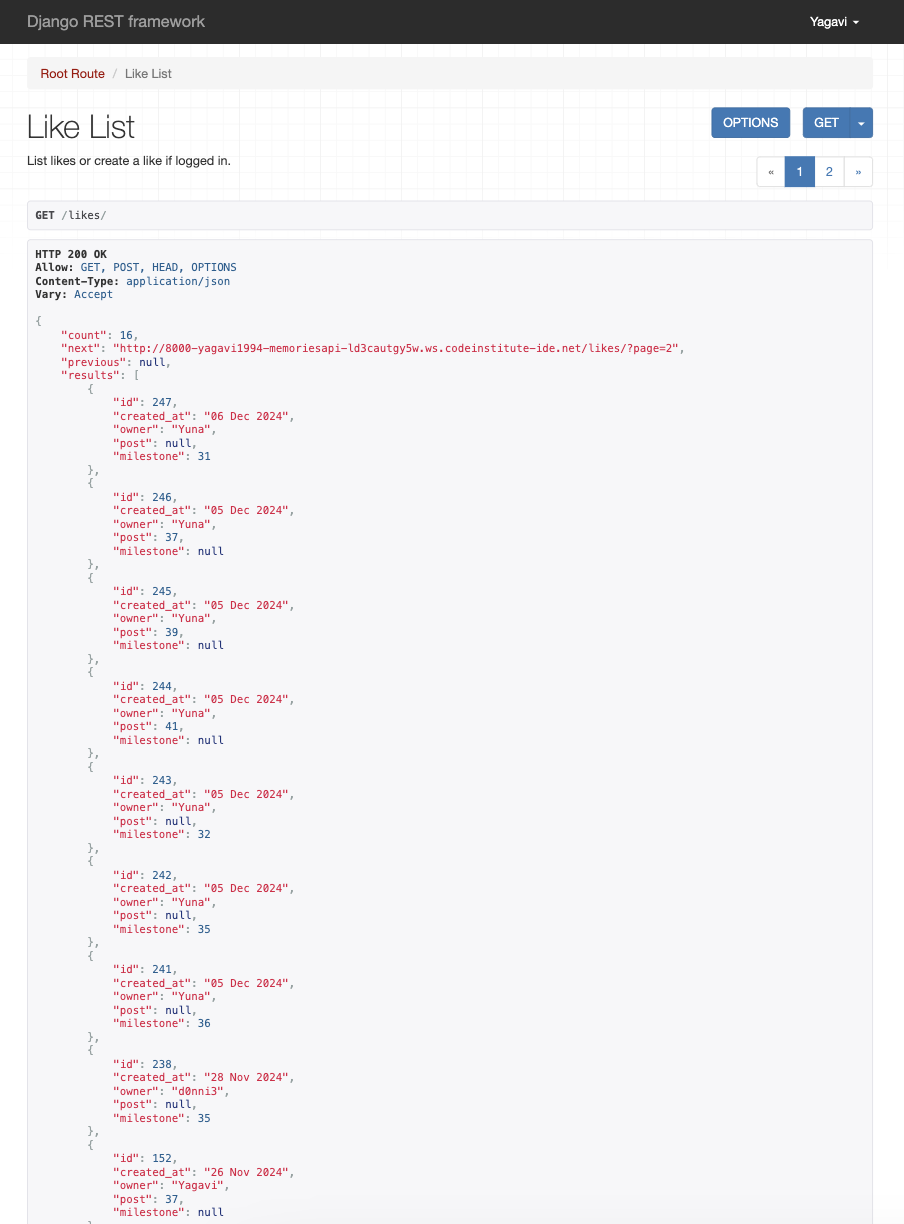 Django REST framework
Yagavi
Root Route / Like List
Like List
OPTIONS
GET
List likes or create a like if logged in.
« 1 2 »
GET /likes/
HTTP 200 OK
Allow: GET, POST, HEAD, OPTIONS
Content-Type: application/json
Vary: Accept
{
    "count": 16,
    "next": "http://8000-yagavi1994-memoriesapi-ld3cautgy5w.ws.codeinstitute-ide.net/likes/?page=2",
    "previous": null,
    "results": [
        {
            "id": 247,
            "created_at": "06 Dec 2024",
            "owner": "Yuna",
            "post": null,
            "milestone": 31
        },
        {
            "id": 246,
            "created_at": "05 Dec 2024",
            "owner": "Yuna",
            "post": 37,
            "milestone": null
        },
        {
            "id": 245,
            "created_at": "05 Dec 2024",
            "owner": "Yuna",
            "post": 39,
            "milestone": null
        },
        {
            "id": 244,
            "created_at": "05 Dec 2024",
            "owner": "Yuna",
            "post": 41,
            "milestone": null
        },
        {
            "id": 243,
            "created_at": "05 Dec 2024",
            "owner": "Yuna",
            "post": null,
            "milestone": 32
        },
        {
            "id": 242,
            "created_at": "05 Dec 2024",
            "owner": "Yuna",
            "post": null,
            "milestone": 35
        },
        {
            "id": 241,
            "created_at": "05 Dec 2024",
            "owner": "Yuna",
            "post": null,
            "milestone": 36
        },
        {
            "id": 238,
            "created_at": "28 Nov 2024",
            "owner": "d0nni3",
            "post": null,
            "milestone": 35
        },
        {
            "id": 152,
            "created_at": "26 Nov 2024",
            "owner": "Yagavi",
            "post": 37,
            "milestone": null